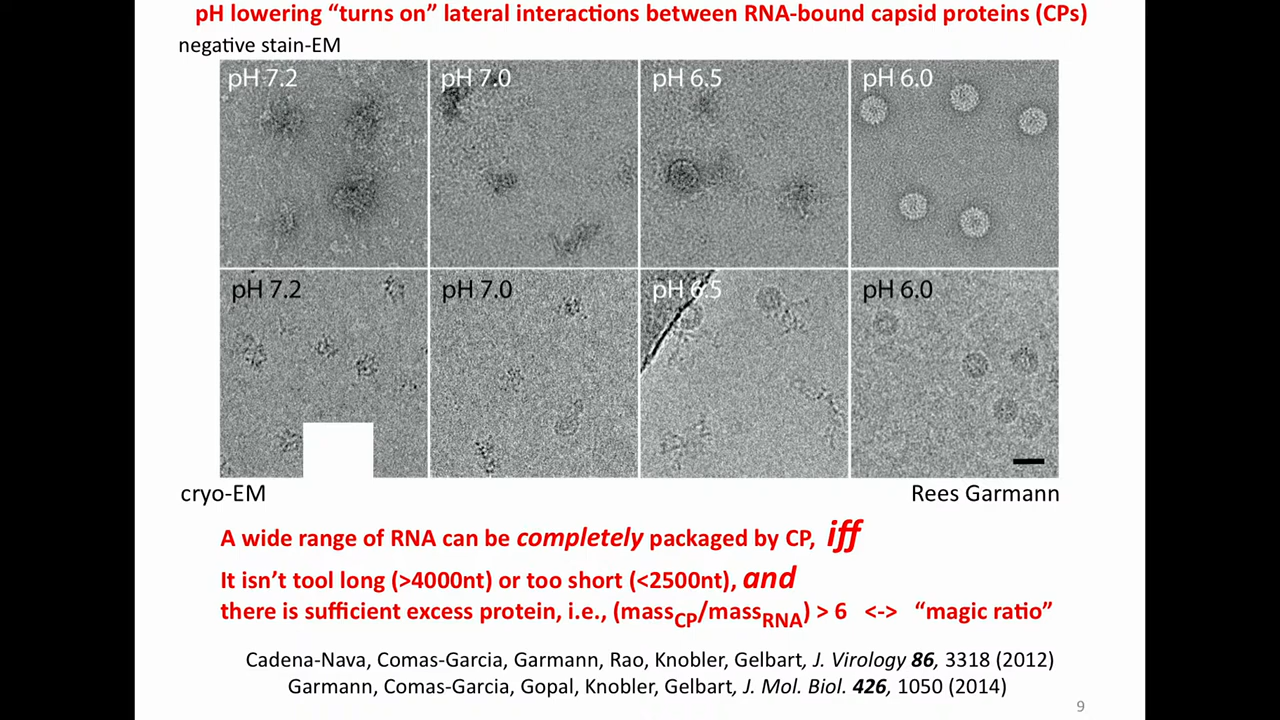 pH lowering “turns on” lateral interactions between RNA-bound capsid proteins (CPs)
negative stain-EM
pH 7.2
pH 7.0
pH 6.5
pH 6.0
pH 7.2
pH 7.0
pH 6.5
pH 6.0
cryo-EM
Rees Garmann
A wide range of RNA can be completely packaged by CP, iff
It isn’t tool long (>4000nt) or too short (<2500nt), and
there is sufficient excess protein, i.e., (massCP/massRNA) > 6 <-> “magic ratio”
Cadena-Nava, Comas-Garcia, Garmann, Rao, Knobler, Gelbart, J. Virology 86, 3318 (2012)
Garmann, Comas-Garcia, Gopal, Knobler, Gelbart, J. Mol. Biol. 426, 1050 (2014)
9